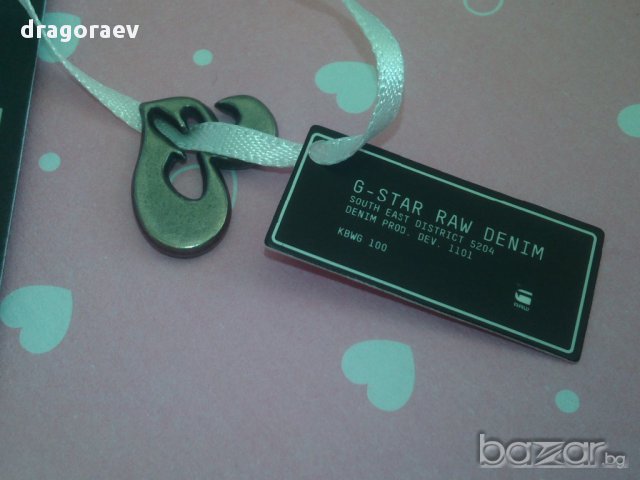 dragoraev
G-STAR RAW DENIM
SOUTH EAST DISTRICT 5204
DENIM PROD. DEV. 1101
KBWG 100
bazar.bg